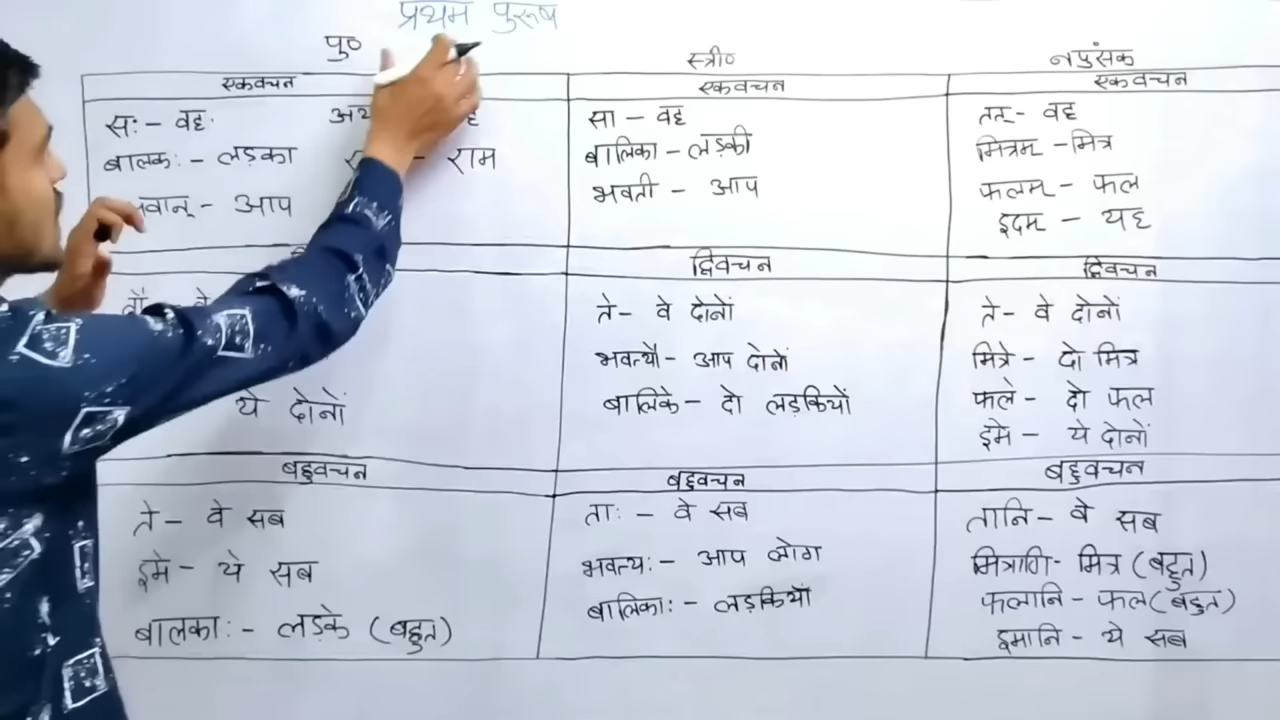 प्रथम पुरूष
पु०
स्त्री०
नपुंसक
एकवचन
एकवचन
एकवचन
सः - वह
बालकः - लड़का
- राम
- आप
सा - वह
बालिका - लड़की
भवती - आप
तत् - वह
मित्रम् - मित्र
फलम् - फल
इदम् - यह
द्विवचन
द्विवचन
ये दोनों
ते - वे दोनों
भवत्यौ - आप दोनों
बालिके - दो लड़कियाँ
ते - वे दोनों
मित्रे - दो मित्र
फले - दो फल
इमे - ये दोनों
बहुवचन
बहुवचन
बहुवचन
ते - वे सब
इमे - ये सब
बालकाः - लड़के (बहुत)
ताः - वे सब
भवत्यः - आप लोग
बालिकाः - लड़कियाँ
तानि - वे सब
मित्राणि - मित्र (बहुत)
फलानि - फल (बहुत)
इमानि - ये सब